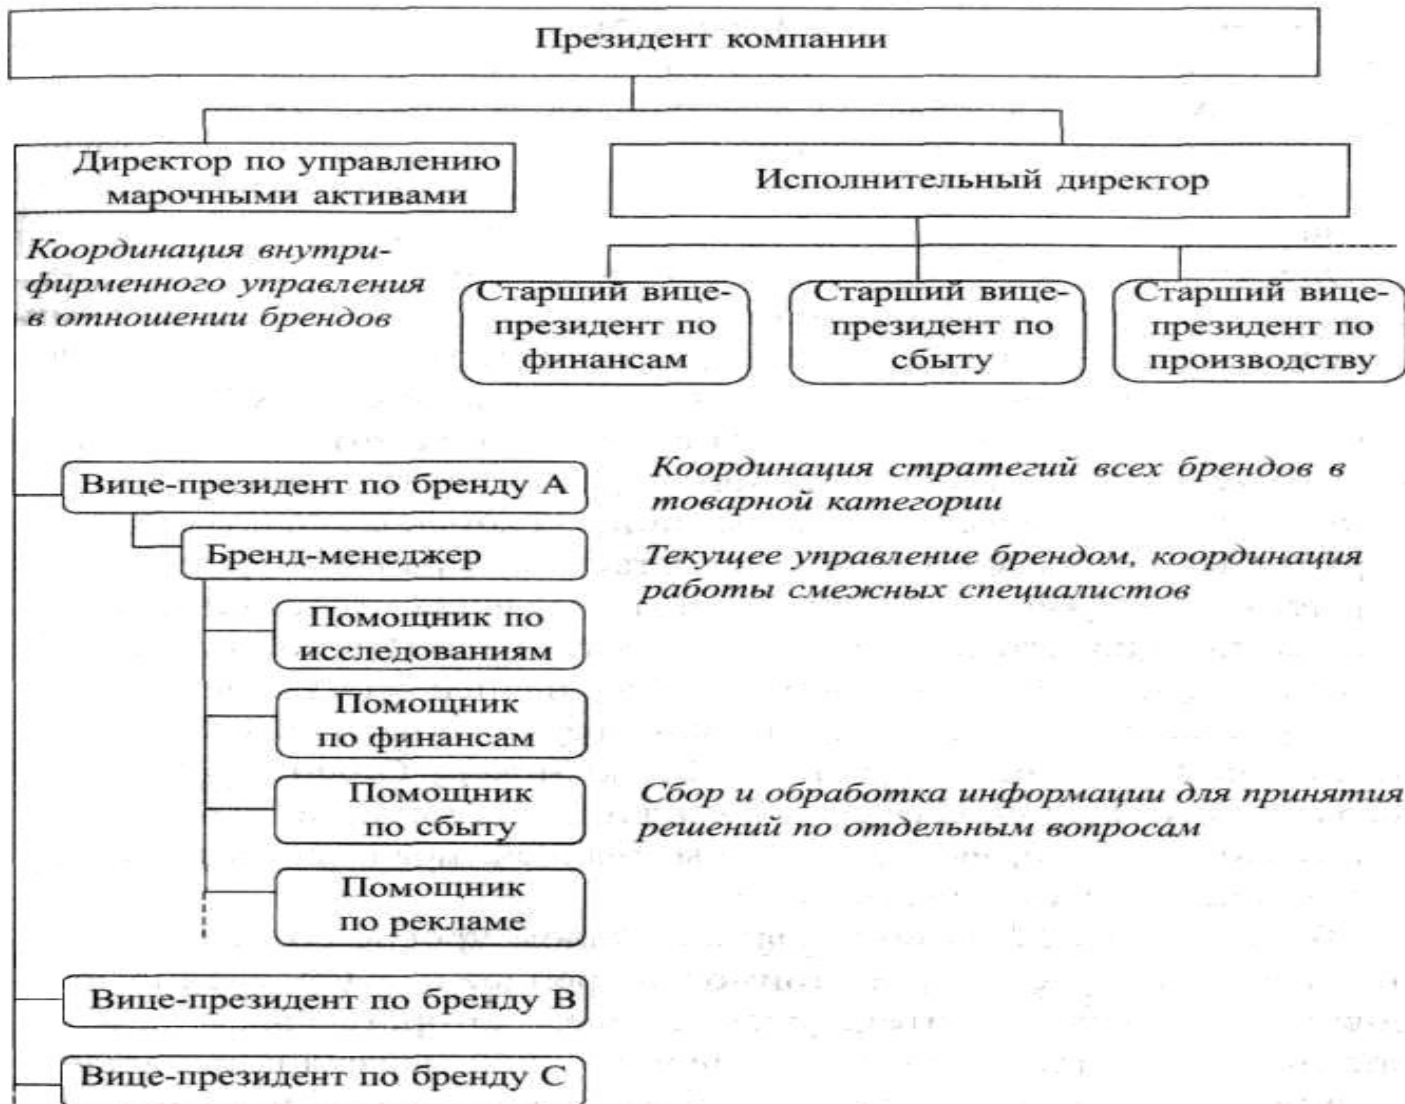 Президент компании
Директор по управлению
марочными активами
Исполнительный директор
Координация внутри-
фирменного управления
в отношении брендов
Старший вице-
президент по
финансам
Старший вице-
президент по
сбыту
Старший вице-
президент по
производству
Вице-президент по бренду А
Координация стратегий всех брендов в
товарной категории
Бренд-менеджер
Текущее управление брендом, координация
работы смежных специалистов
Помощник по
исследованиям
Помощник
по финансам
Помощник
по сбыту
Сбор и обработка информации для принятия
решений по отдельным вопросам
Помощник
по рекламе
Вице-президент по бренду В
Вице-президент по бренду С